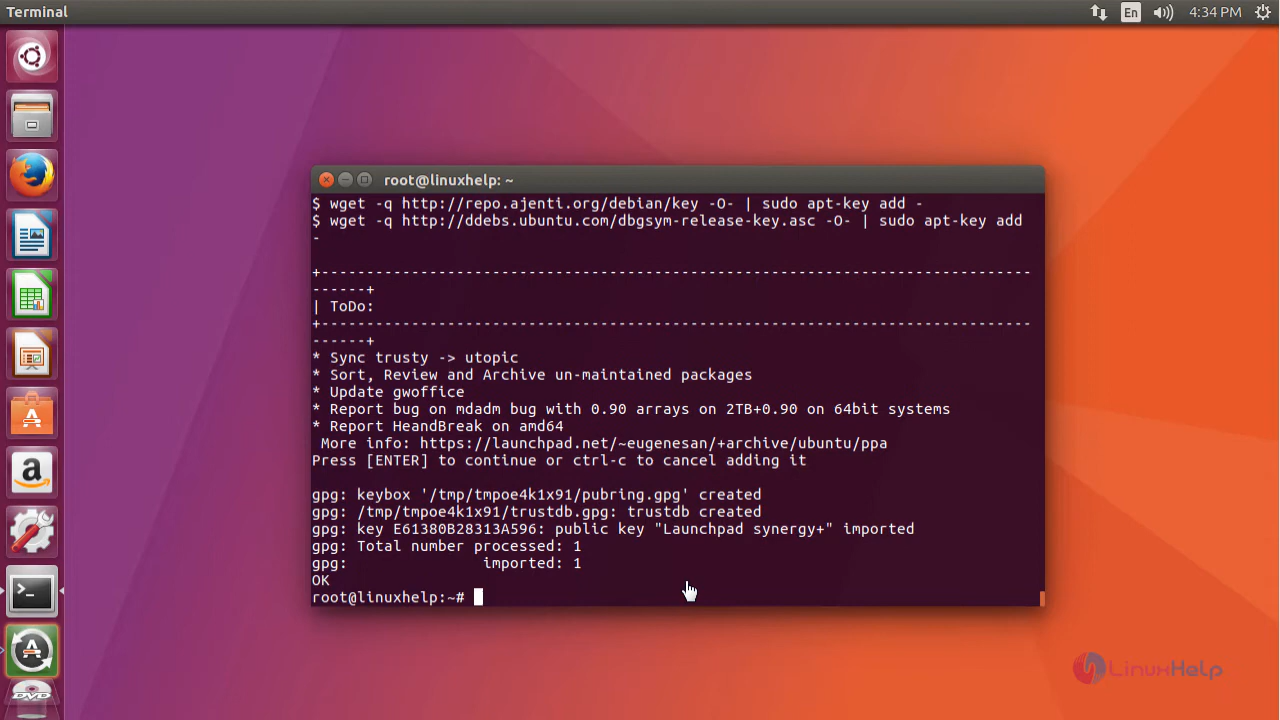 Terminal
En
4:34 PM
root@linuxhelp: ~
$ wget -q http://repo.ajenti.org/debian/key -O- | sudo apt-key add -
$ wget -q http://ddebs.ubuntu.com/dbgsym-release-key.asc -O- | sudo apt-key add
-
+-------------------------------------------------------------------------------
------+
| ToDo:
+-------------------------------------------------------------------------------
------+
* Sync trusty -> utopic
* Sort, Review and Archive un-maintained packages
* Update gwoffice
* Report bug on mdadm bug with 0.90 arrays on 2TB+0.90 on 64bit systems
* Report HeandBreak on amd64
 More info: https://launchpad.net/~eugenesan/+archive/ubuntu/ppa
Press [ENTER] to continue or ctrl-c to cancel adding it
gpg: keybox '/tmp/tmpoe4k1x91/pubring.gpg' created
gpg: /tmp/tmpoe4k1x91/trustdb.gpg: trustdb created
gpg: key E61380B28313A596: public key "Launchpad synergy+" imported
gpg: Total number processed: 1
gpg:               imported: 1
OK
root@linuxhelp:~#
DVD
LinuxHelp